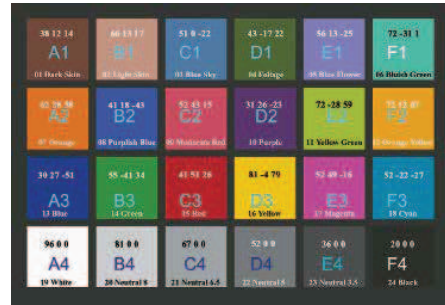 38 12 14 66 13 17 51 0 -22 43 -17 22 56 13 -25 72 -31 1
A1 B1 C1 D1 E1 F1
01 Dark Skin 02 Light Skin 03 Blue Sky 04 Foliage 05 Blue Flower 06 Bluish Green
41 18 -43 52 43 15 31 26 -23 72 -28 59
A2 B2 C2 D2 E2 F2
07 Orange 08 Purplish Blue 09 Moderate Red 10 Purple 11 Yellow Green 12 Orange Yellow
30 27 -51 55 -41 34 41 51 26 81 -4 79 52 49 -16 52 -22 -27
A3 B3 C3 D3 E3 F3
13 Blue 14 Green 15 Red 16 Yellow 17 Magenta 18 Cyan
96 0 0 81 0 0 67 0 0 52 0 0 36 0 0 20 0 0
A4 B4 C4 D4 E4 F4
19 White 20 Neutral 8 21 Neutral 6.5 22 Neutral 5 23 Neutral 3.5 24 Black